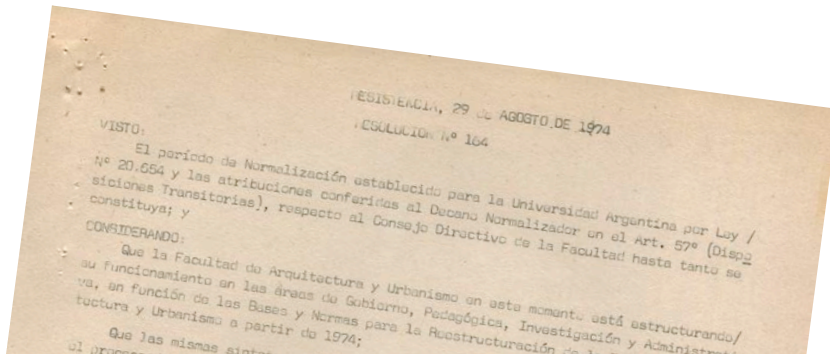 RESISTENCIA, 29 de AGOSTO DE 1974
RESOLUCION Nº 164
VISTO:
El período de Normalización establecido para la Universidad Argentina por Ley /
Nº 20.654 y las atribuciones conferidas al Decano Normalizador en el Art. 57º (Dispo
siciones Transitorias), respecto al Consejo Directivo de la Facultad hasta tanto se
constituya; y
CONSIDERANDO:
Que la Facultad de Arquitectura y Urbanismo en este momento está estructurando/
su funcionamiento en las áreas de Gobierno, Pedagógica, Investigación y
va, en función de las Bases y Normas para la Reestructuración de la
tectura y Urbanismo a partir de 1974;
Que las mismas
el